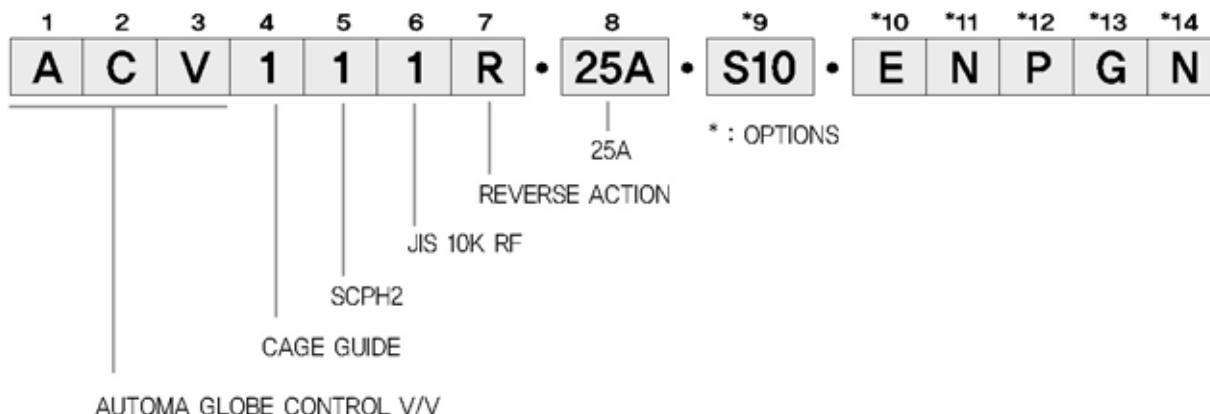 1 2 3 4 5 6 7 8 *9 *10 *11 *12 *13 *14
A C V 1 1 1 R • 25A • S10 • E N P G N
25A
* : OPTIONS
REVERSE ACTION
JIS 10K RF
SCPH2
CAGE GUIDE
AUTOMA GLOBE CONTROL V/V